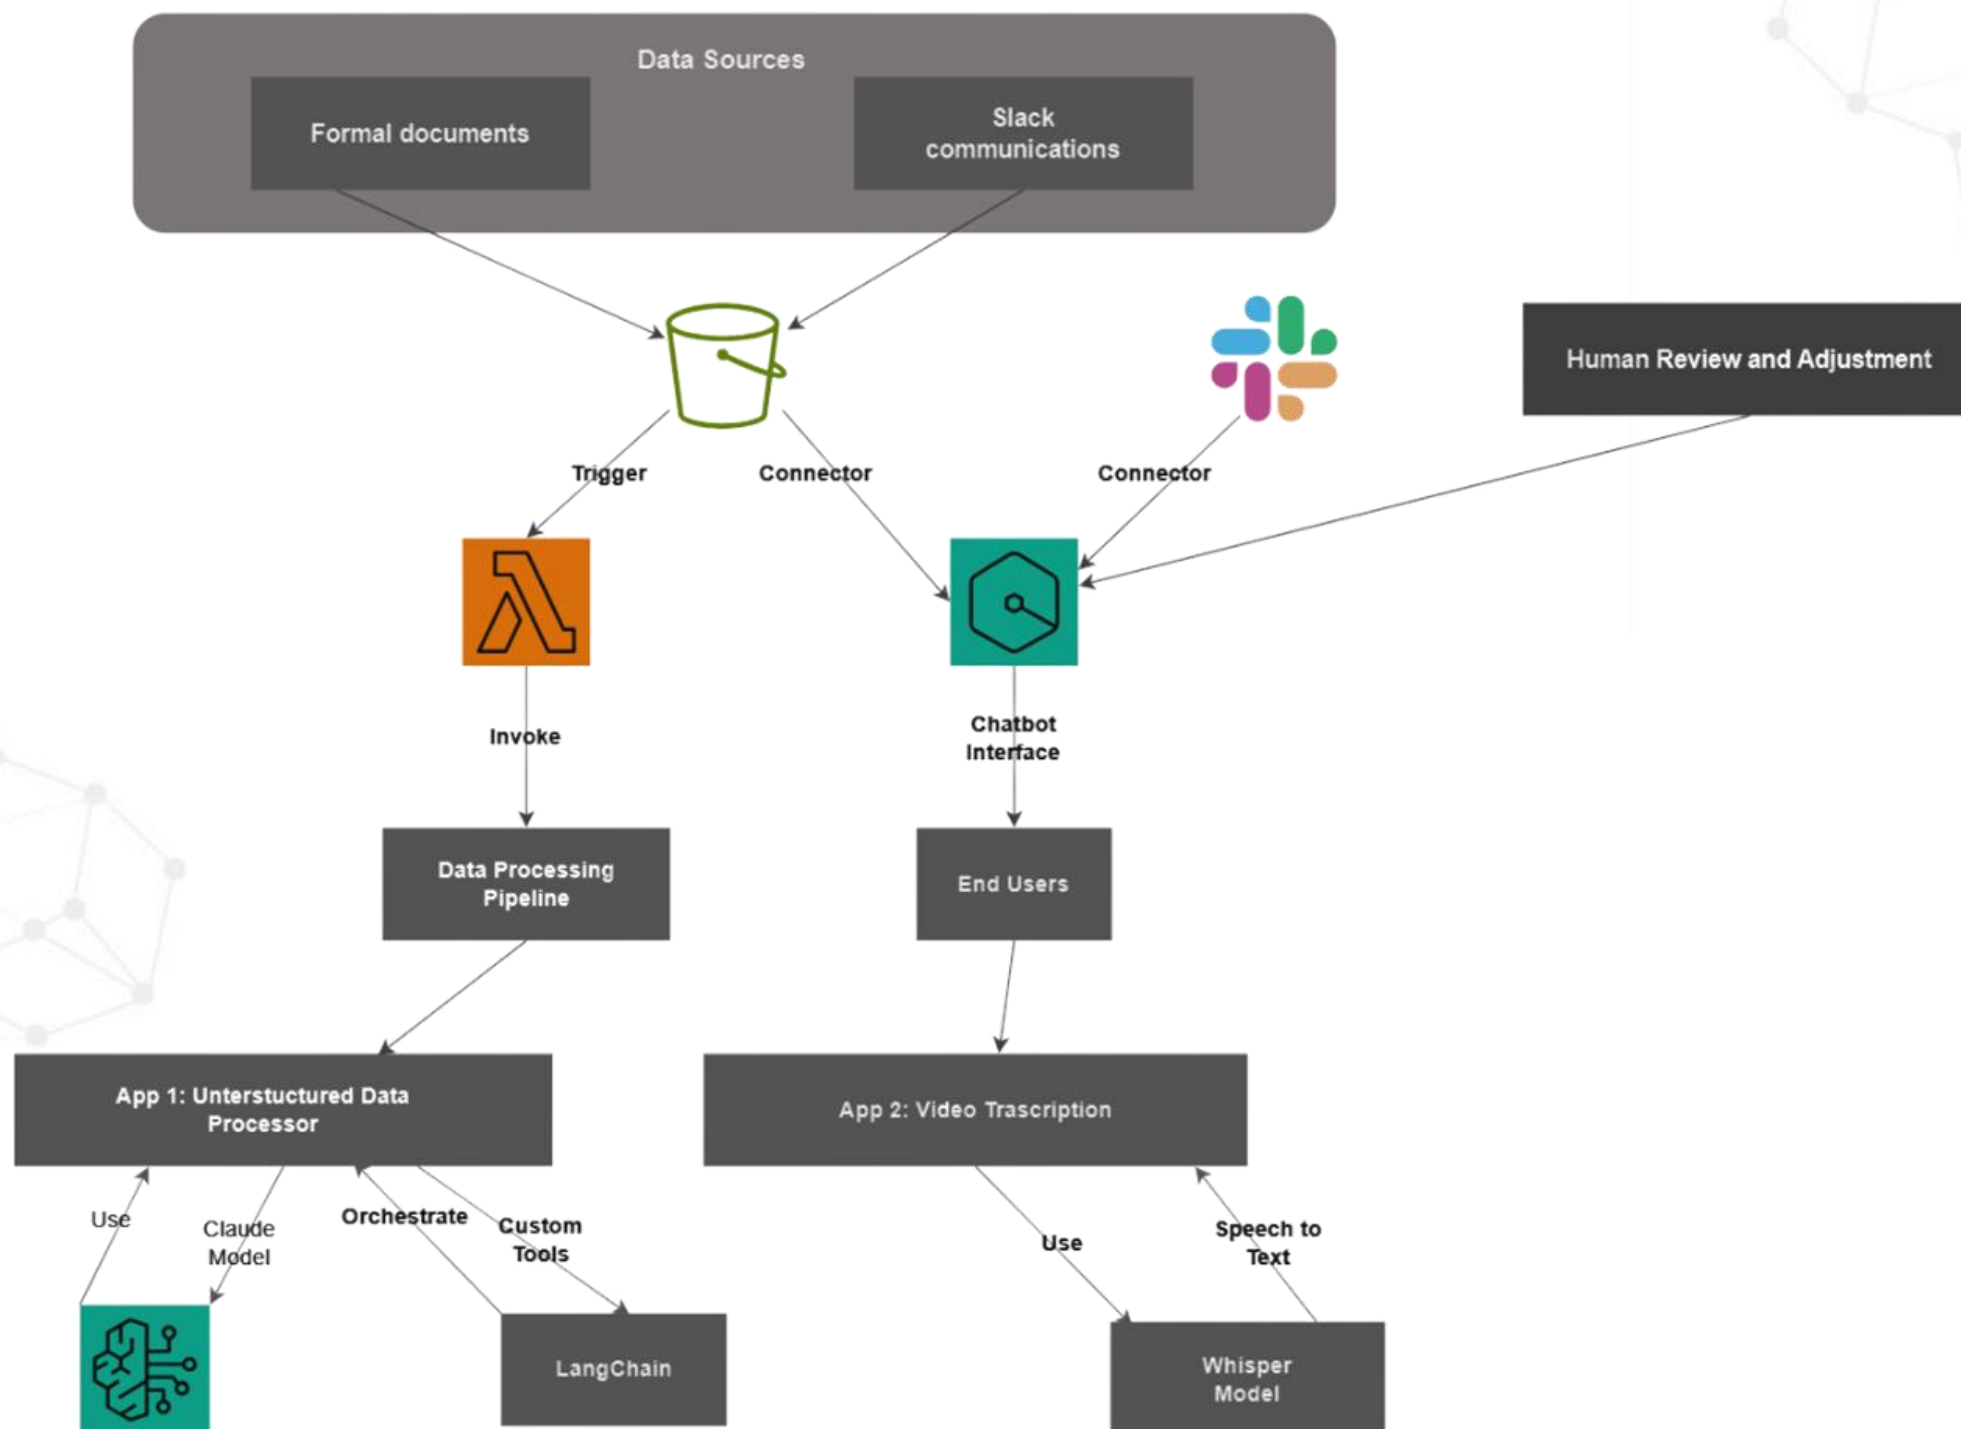 Data Sources
Formal documents
Slack
communications
Human Review and Adjustment
Trigger
Connector
Connector
Invoke
Chatbot
Interface
Data Processing
Pipeline
End Users
App 1: Unterstuctured Data
Processor
App 2: Video Trascription
Use
Claude
Model
Orchestrate
Custom
Tools
Use
Speech to
Text
LangChain
Whisper
Model